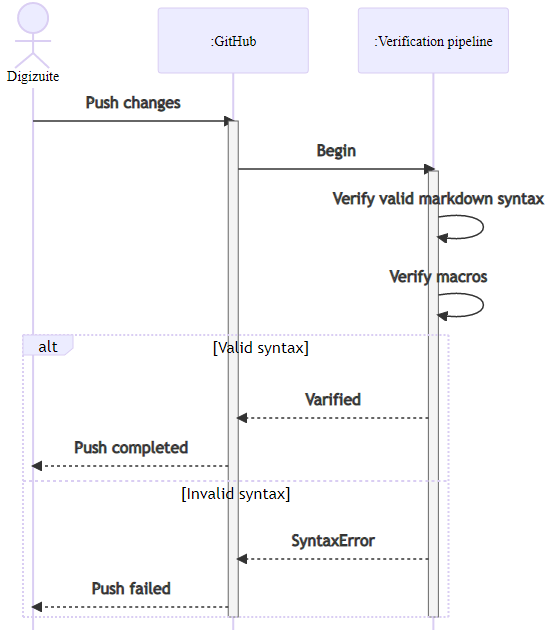 :GitHub
:Verification pipeline
Digizuite
Push changes
Begin
Verify valid markdown syntax
Verify macros
alt
[Valid syntax]
Varified
Push completed
[Invalid syntax]
SyntaxError
Push failed